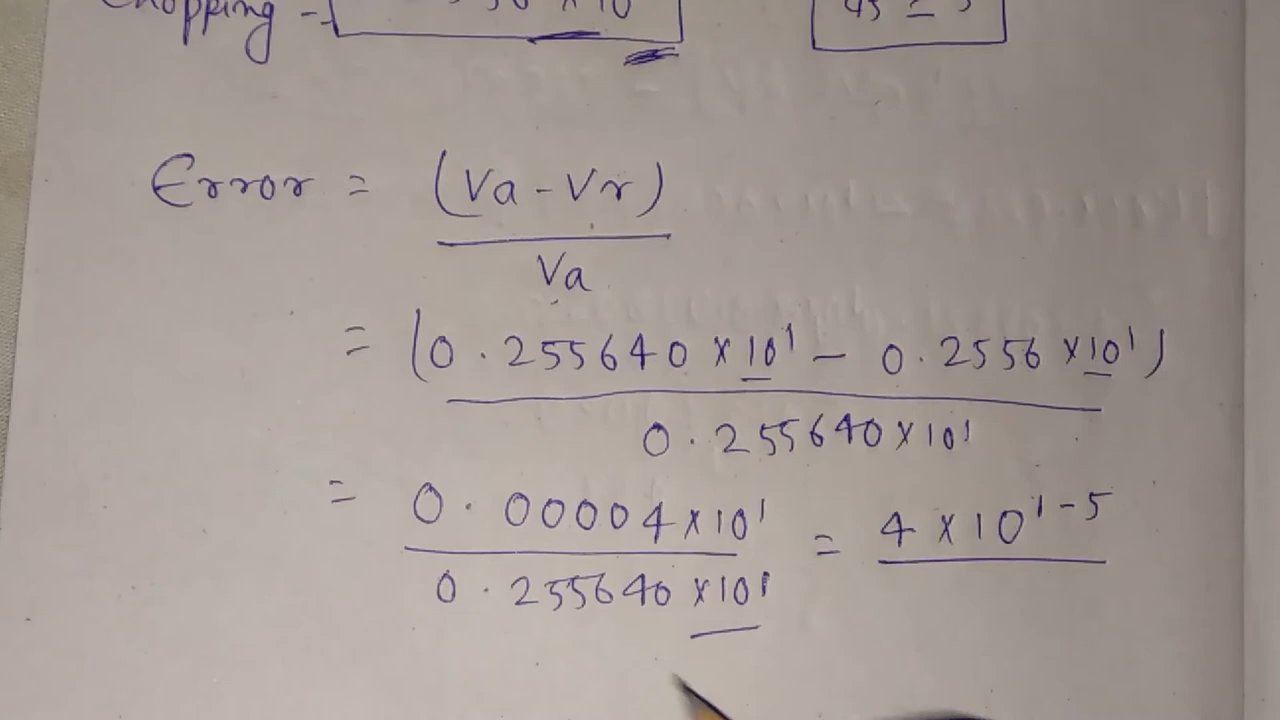 Chopping -
Error = (Va - Vr)
Va
= (0.255640 × 10¹ - 0.2556 × 10¹)
0.255640 × 10¹
= 0.00004 × 10¹ = 4 × 10¹⁻⁵
0.255640 × 10¹